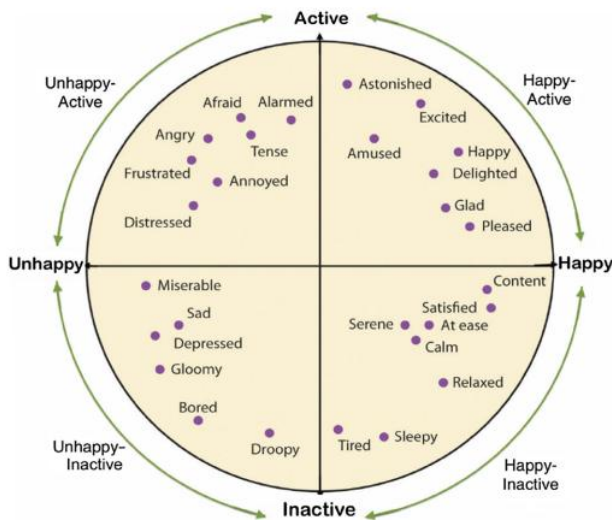 Active
Unhappy-
Active
Happy-
Active
Astonished
Afraid
Alarmed
Excited
Angry
Tense
Amused
Happy
Frustrated
Annoyed
Delighted
Distressed
Glad
Pleased
Unhappy
Happy
Miserable
Content
Sad
Satisfied
Serene
At ease
Depressed
Calm
Gloomy
Relaxed
Bored
Droopy
Tired
Sleepy
Unhappy–
Inactive
Happy-
Inactive
Inactive